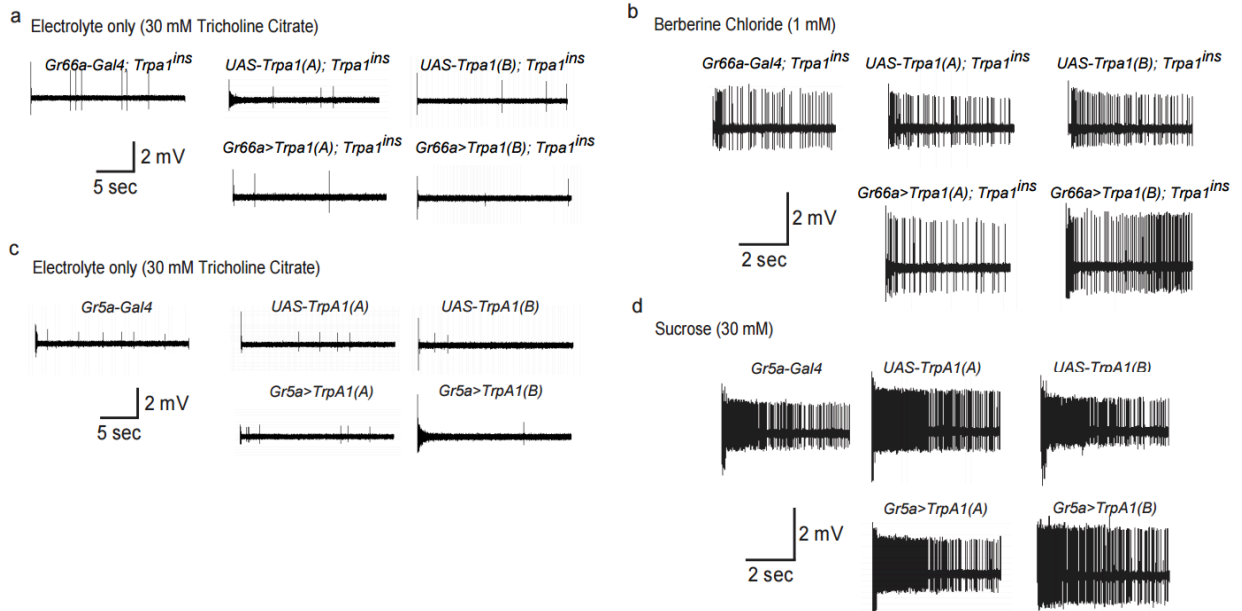 a
Electrolyte only (30 mM Tricholine Citrate)
Gr66a-Gal4; Trpa1ins
UAS-Trpa1(A); Trpa1ins
UAS-Trpa1(B); Trpa1ins
2 mV
5 sec
Gr66a>Trpa1(A); Trpa1ins
Gr66a>Trpa1(B); Trpa1ins
b
Berberine Chloride (1 mM)
Gr66a-Gal4; Trpa1ins
UAS-Trpa1(A); Trpa1ins
UAS-Trpa1(B); Trpa1ins
2 mV
2 sec
Gr66a>Trpa1(A); Trpa1ins
Gr66a>Trpa1(B); Trpa1ins
c
Electrolyte only (30 mM Tricholine Citrate)
Gr5a-Gal4
UAS-TrpA1(A)
UAS-TrpA1(B)
2 mV
5 sec
Gr5a>TrpA1(A)
Gr5a>TrpA1(B)
d
Sucrose (30 mM)
Gr5a-Gal4
UAS-TrpA1(A)
UAS-TrpA1(B)
2 mV
2 sec
Gr5a>TrpA1(A)
Gr5a>TrpA1(B)